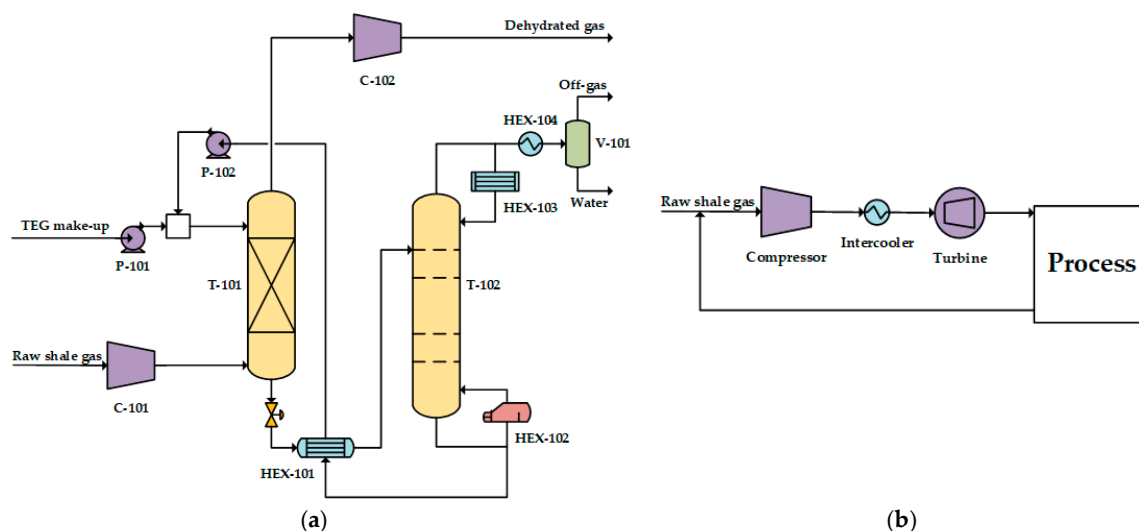 Dehydrated gas
C-102
Off-gas
HEX-104
V-101
P-102
HEX-103
Water
TEG make-up
P-101
T-101
T-102
Raw shale gas
C-101
HEX-102
HEX-101
(a)
Raw shale gas
Compressor
Intercooler
Turbine
Process
(b)